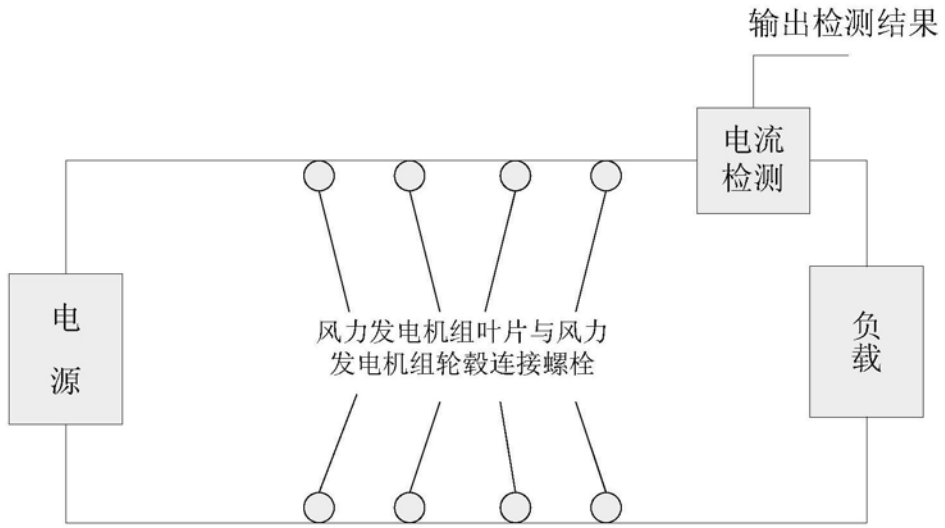 输出检测结果
电流
检测
电
源
风力发电机组叶片与风力
发电机组轮毂连接螺栓
负
载